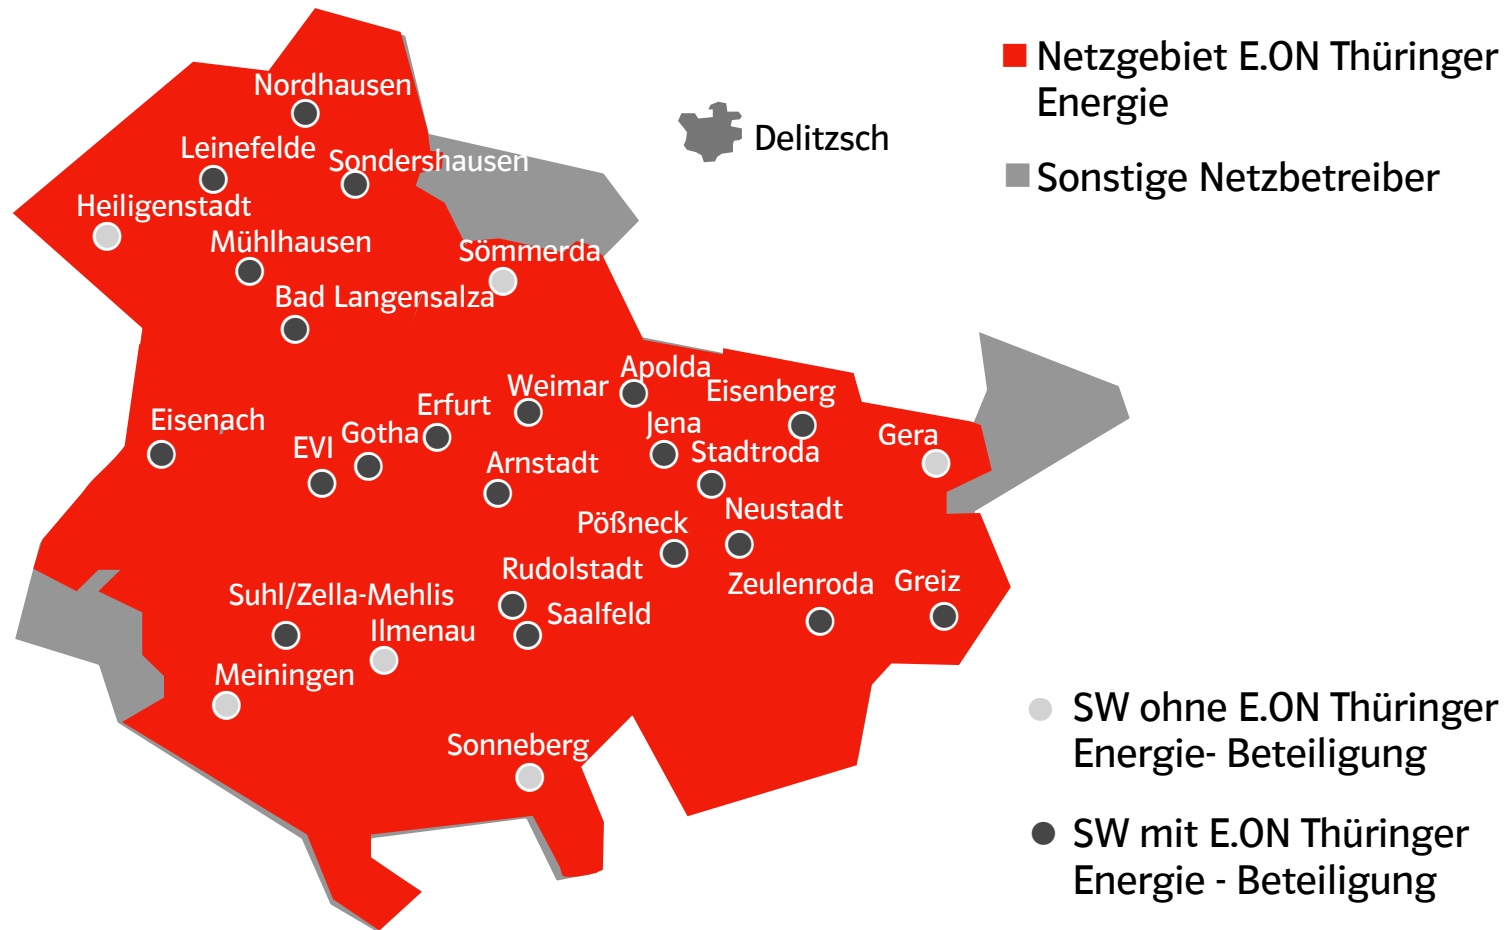 Netzgebiet E.ON Thüringer
Energie
Sonstige Netzbetreiber
Delitzsch
Nordhausen
Leinefelde
Sondershausen
Heiligenstadt
Mühlhausen
Sömmerda
Bad Langensalza
Apolda
Weimar
Eisenberg
Erfurt
Eisenach
Jena
Gotha
Gera
EVI
Stadtroda
Arnstadt
Neustadt
Pößneck
Rudolstadt
Zeulenroda
Greiz
Suhl/Zella-Mehlis
Saalfeld
Ilmenau
Meiningen
Sonneberg
SW ohne E.ON Thüringer
Energie- Beteiligung
SW mit E.ON Thüringer
Energie - Beteiligung